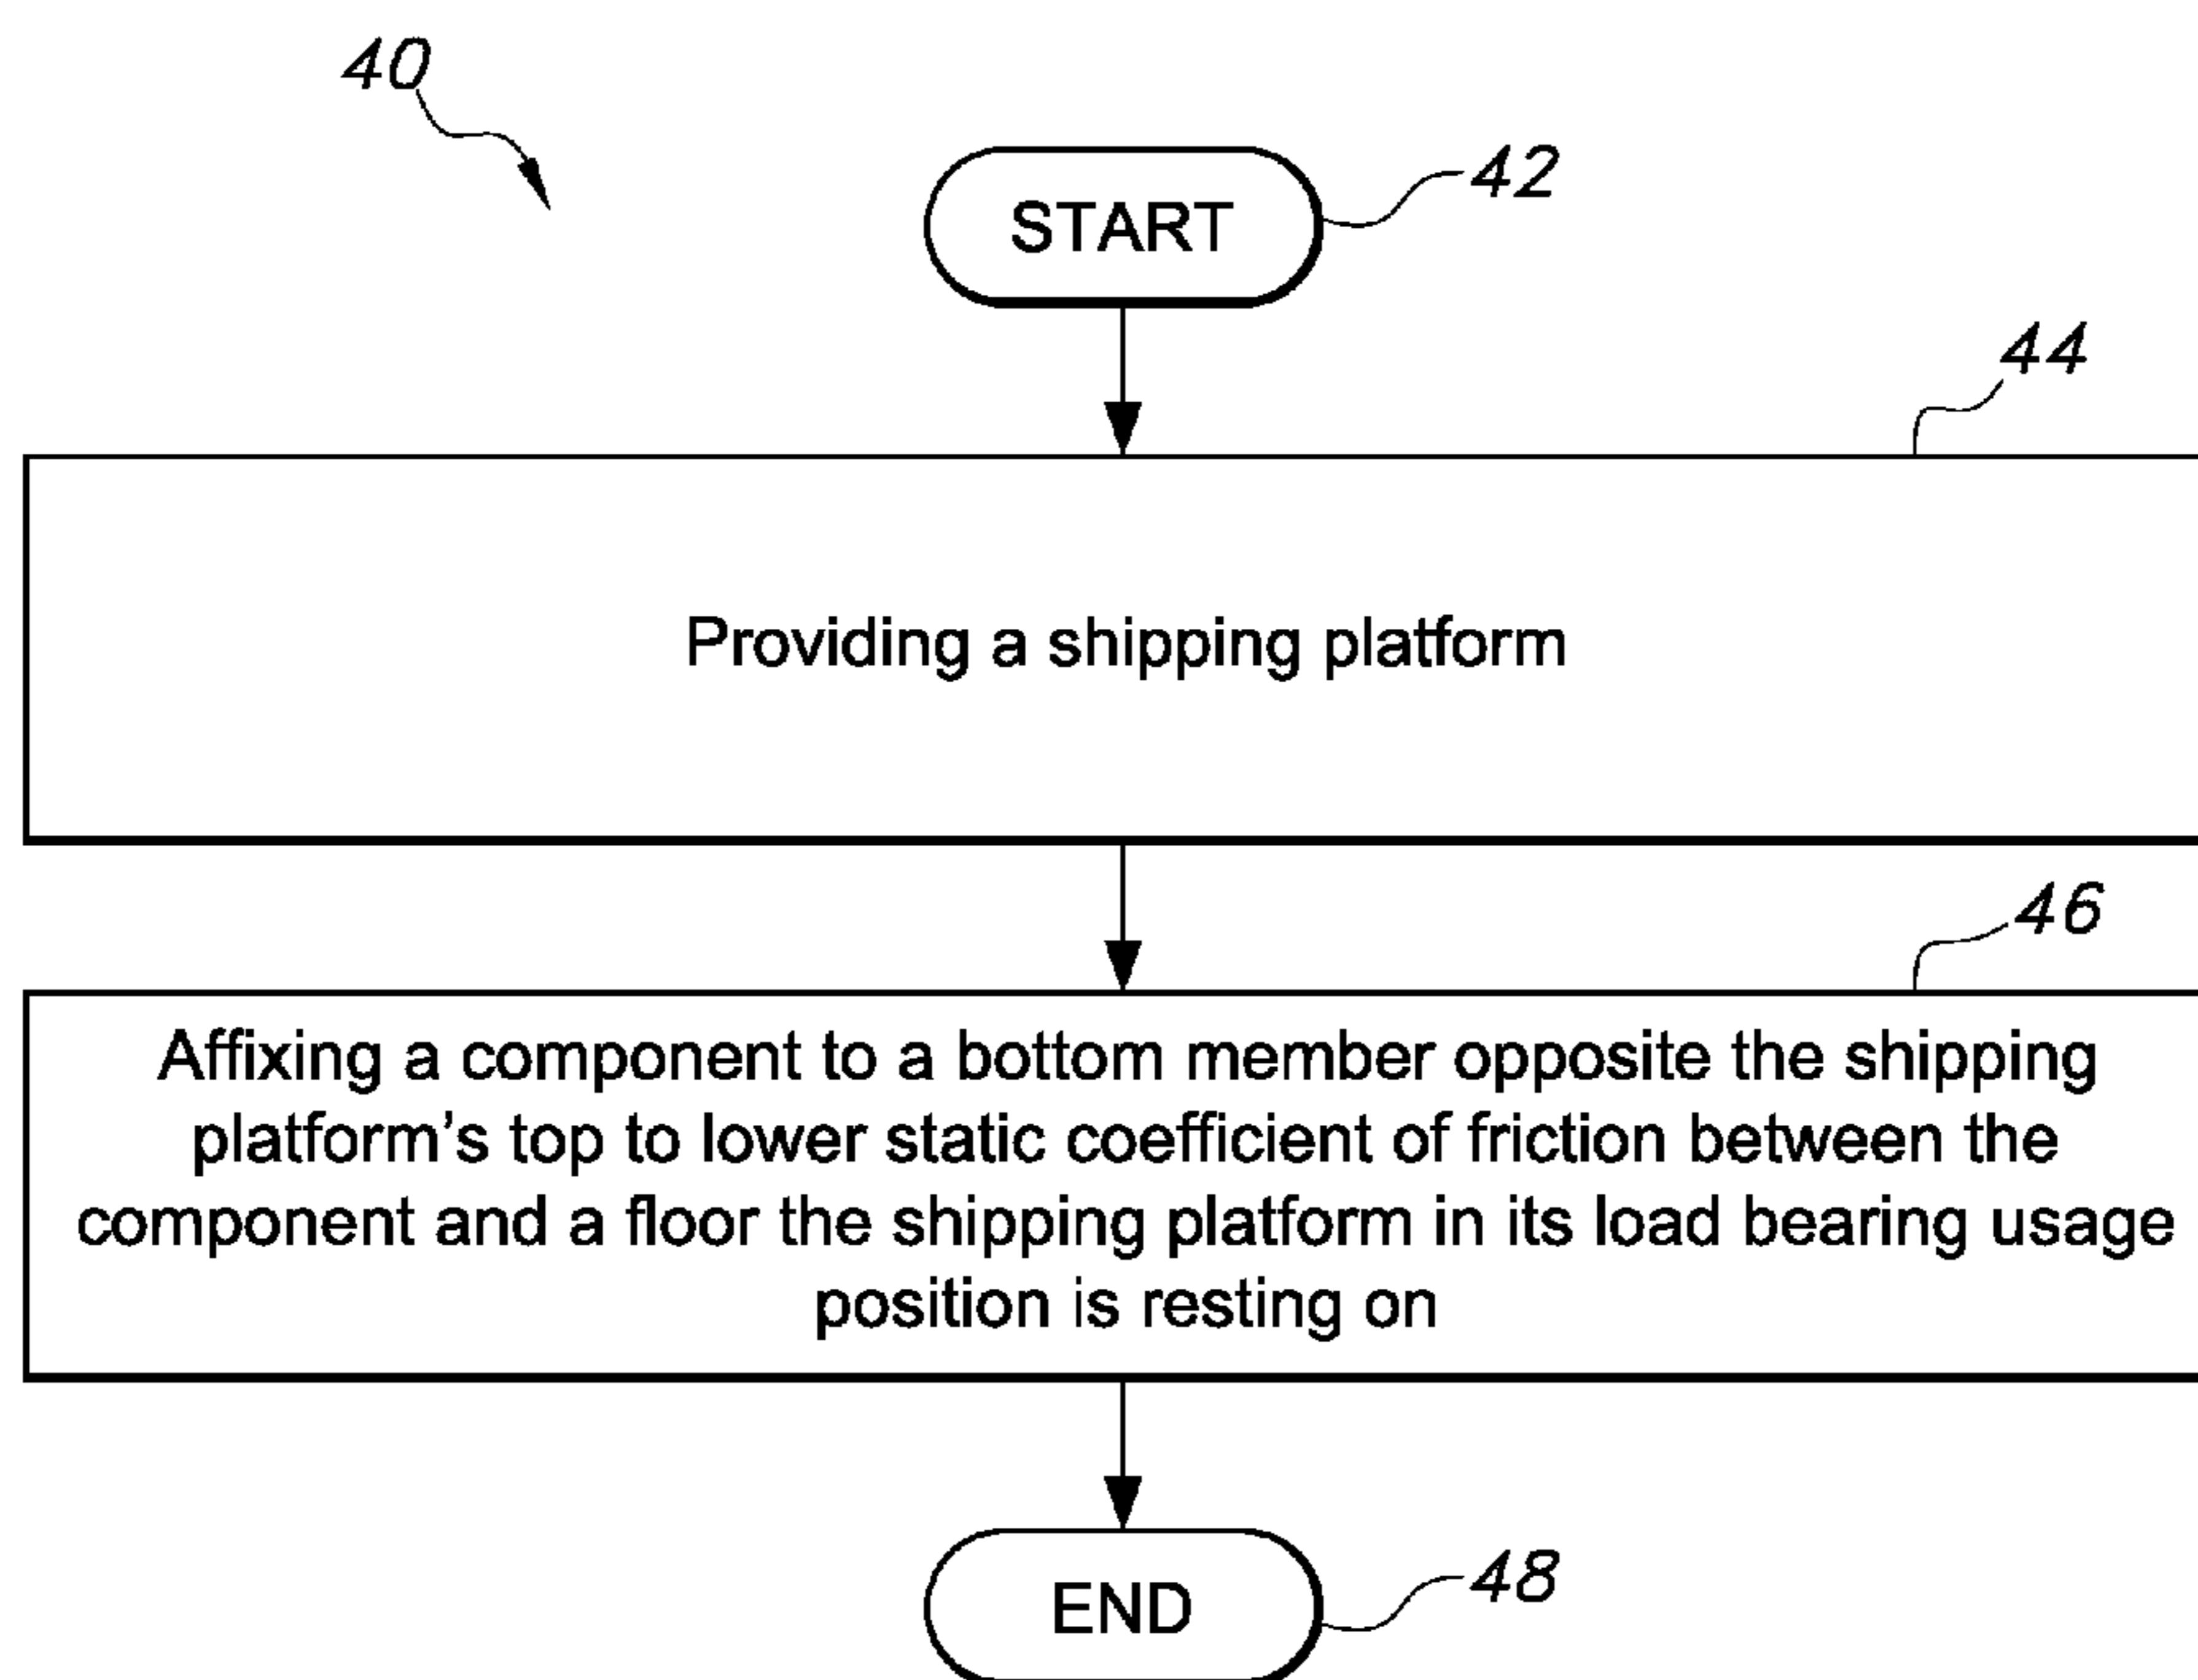 40
START
42
44
Providing a shipping platform
46
Affixing a component to a bottom member opposite the shipping
platform's top to lower static coefficient of friction between the
component and a floor the shipping platform in its load bearing usage
position is resting on
END
48